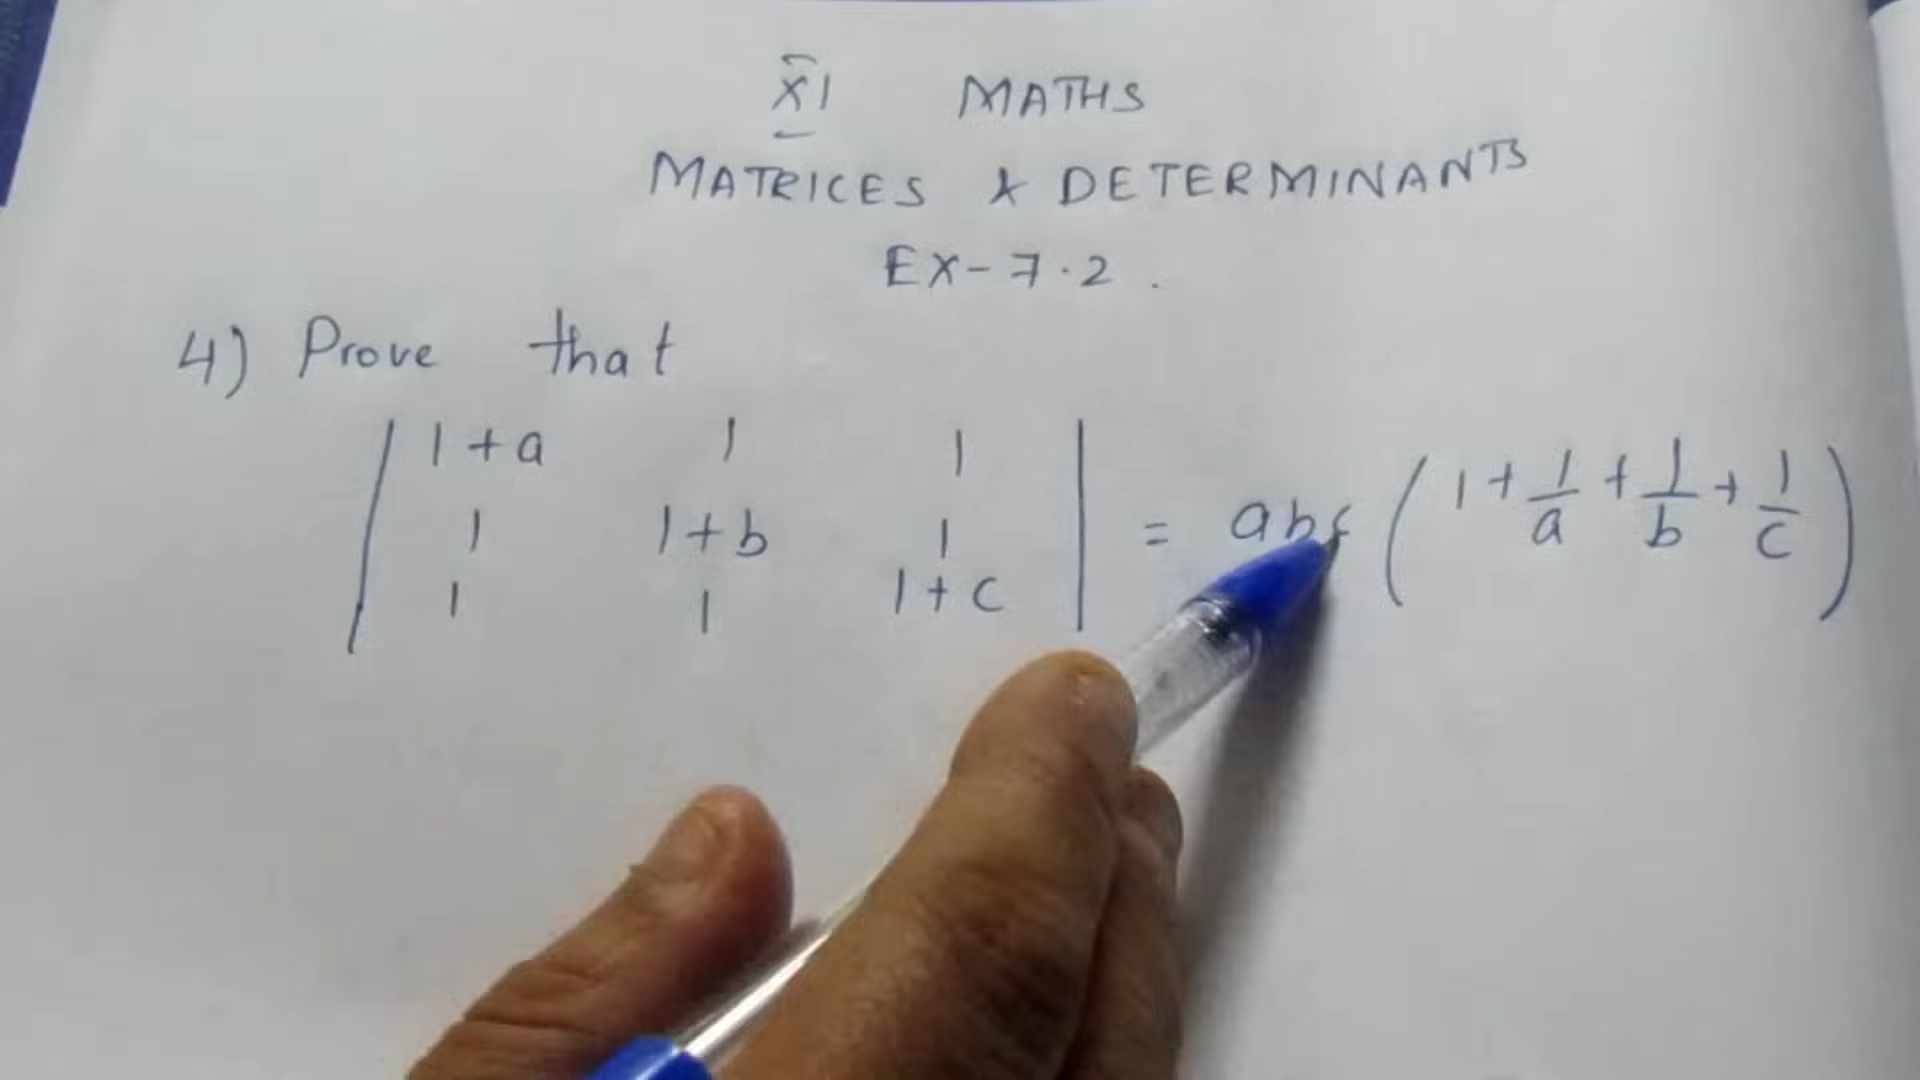 XI MATHS
MATRICES & DETERMINANTS
EX-7.2.
4) Prove that
| 1+a 1 1 |
| 1 1+b 1 | = abc (1+1/a+1/b+1/c)
| 1 1 1+c |